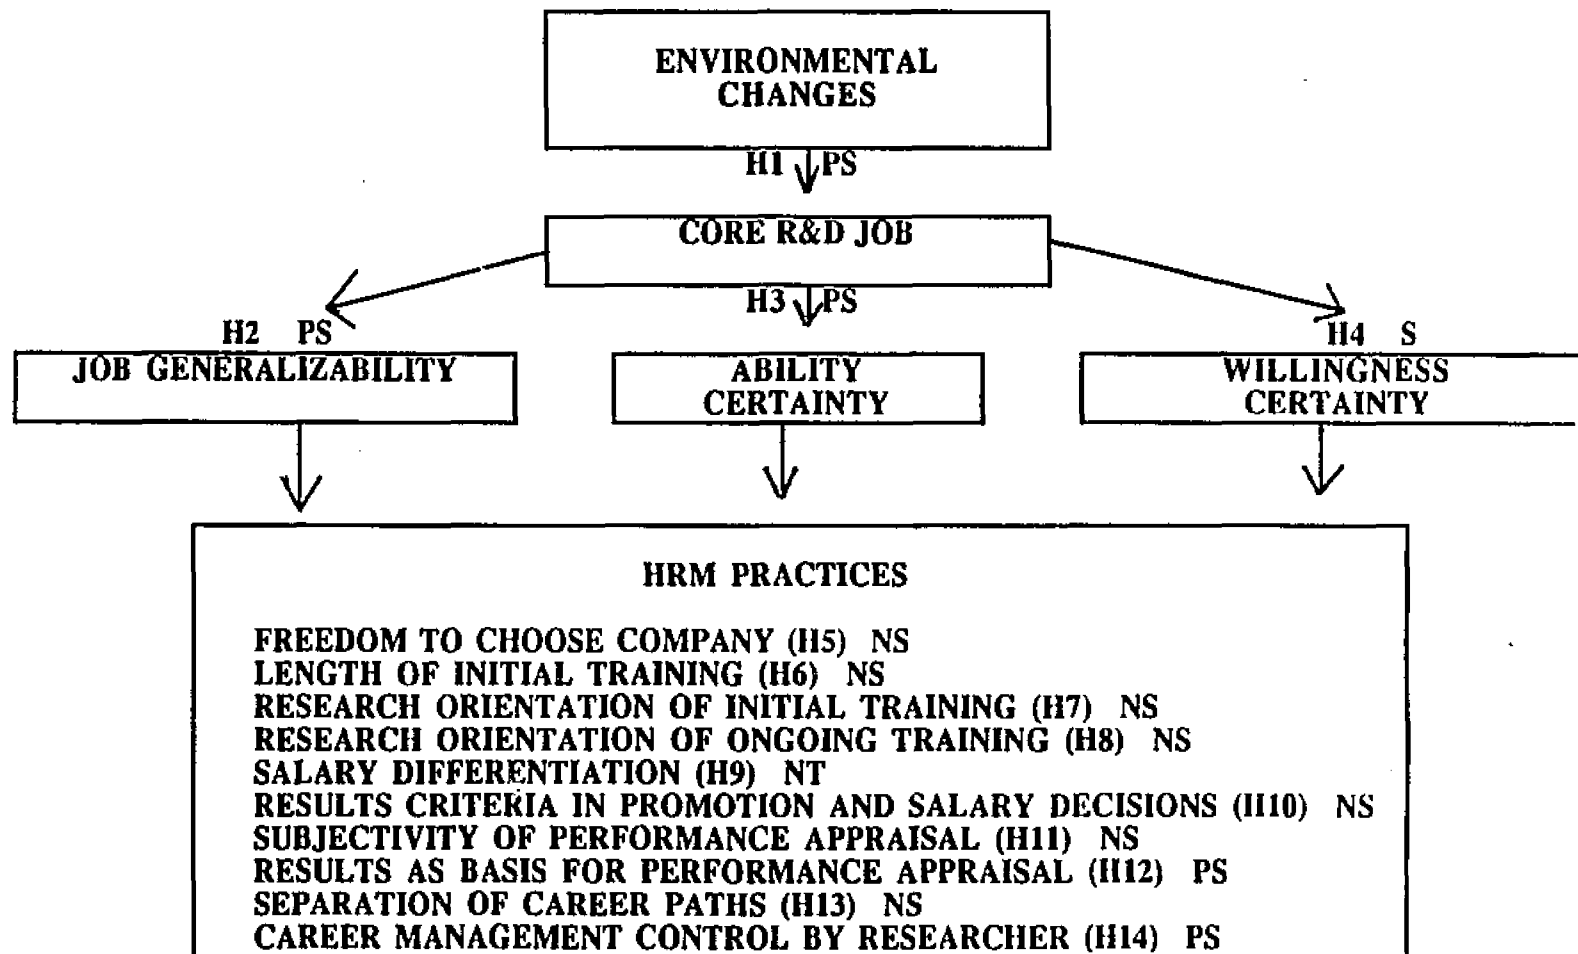 ENVIRONMENTAL
CHANGES
H1 PS
CORE R&D JOB
H3 PS
H2 PS
H4 S
JOB GENERALIZABILITY
ABILITY
CERTAINTY
WILLINGNESS
CERTAINTY
HRM PRACTICES
FREEDOM TO CHOOSE COMPANY (H5) NS
LENGTH OF INITIAL TRAINING (H6) NS
RESEARCH ORIENTATION OF INITIAL TRAINING (H7) NS
RESEARCH ORIENTATION OF ONGOING TRAINING (H8) NS
SALARY DIFFERENTIATION (H9) NT
RESULTS CRITERIA IN PROMOTION AND SALARY DECISIONS (H10) NS
SUBJECTIVITY OF PERFORMANCE APPRAISAL (H11) NS
RESULTS AS BASIS FOR PERFORMANCE APPRAISAL (H12) PS
SEPARATION OF CAREER PATHS (H13) NS
CAREER MANAGEMENT CONTROL BY RESEARCHER (H14) PS